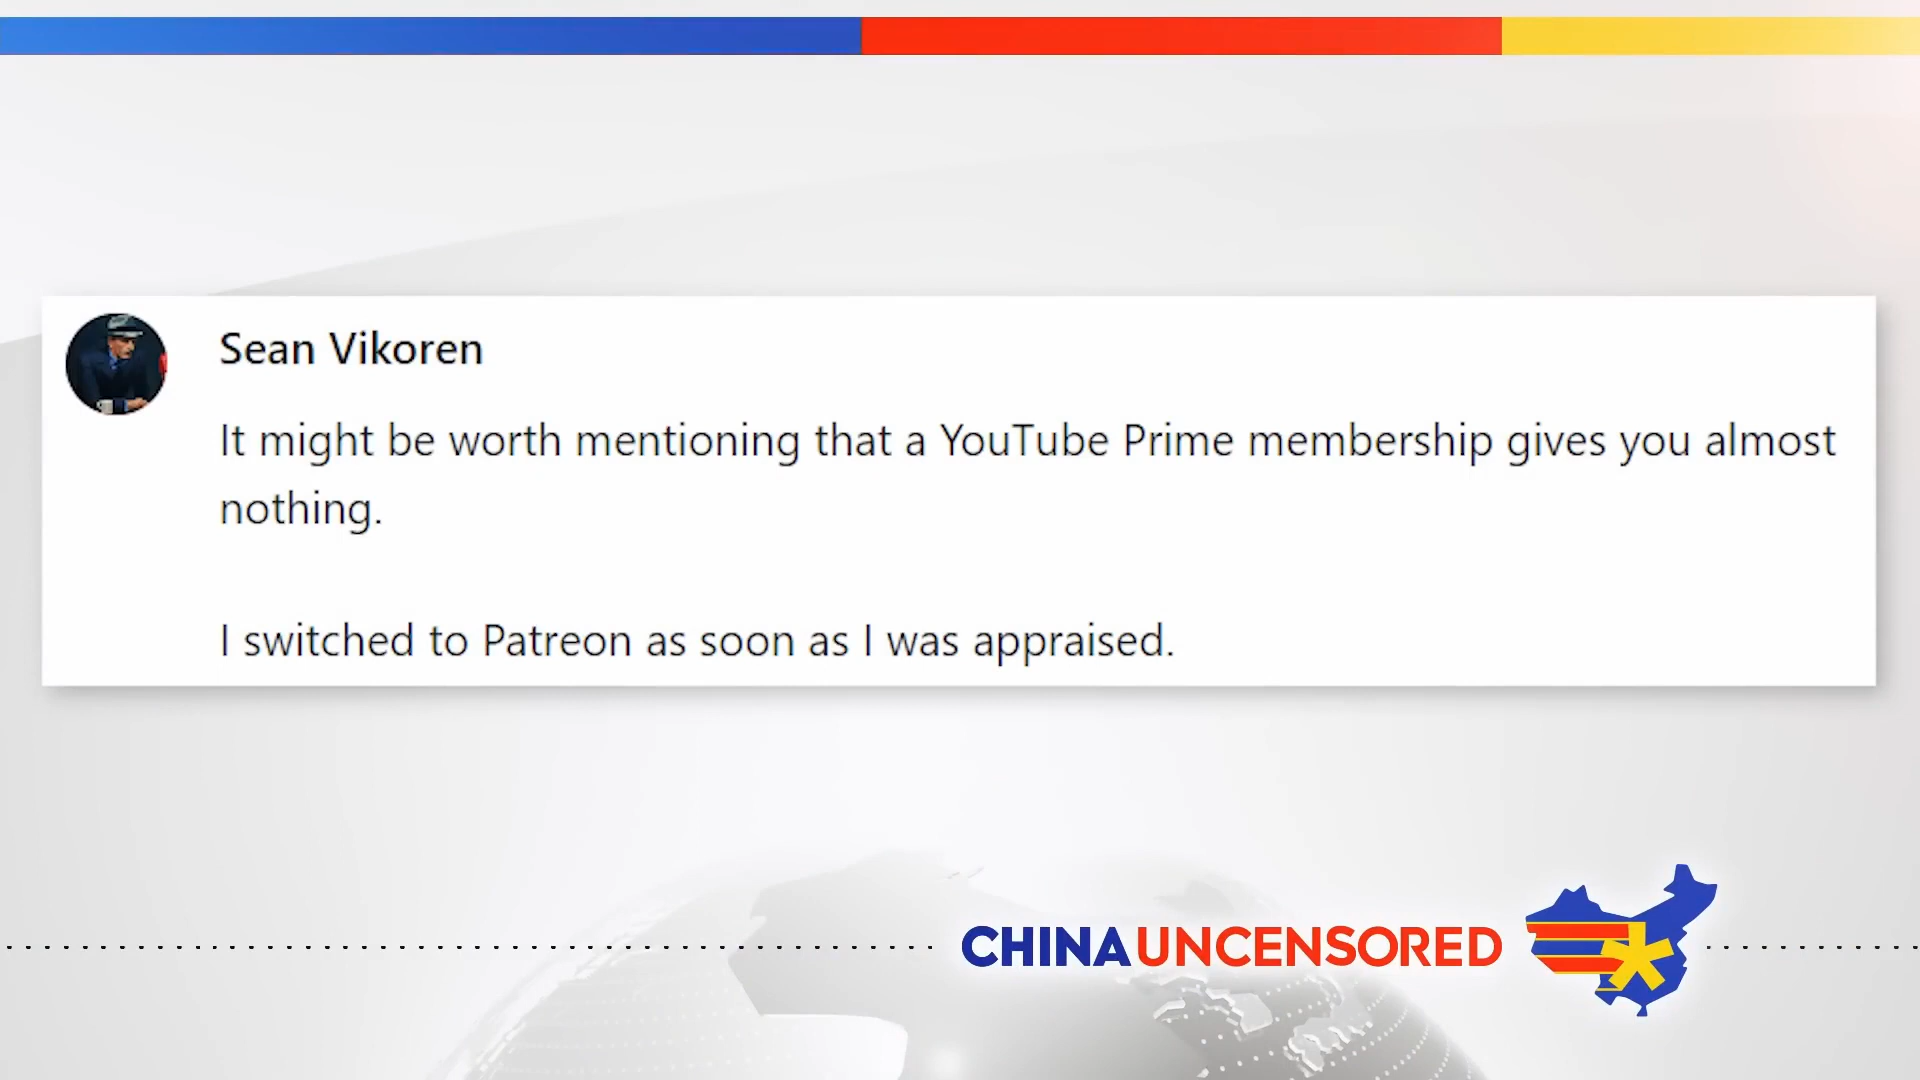 Sean Vikoren
It might be worth mentioning that a YouTube Prime membership gives you almost
nothing.
I switched to Patreon as soon as I was appraised.
CHINA UNCENSORED